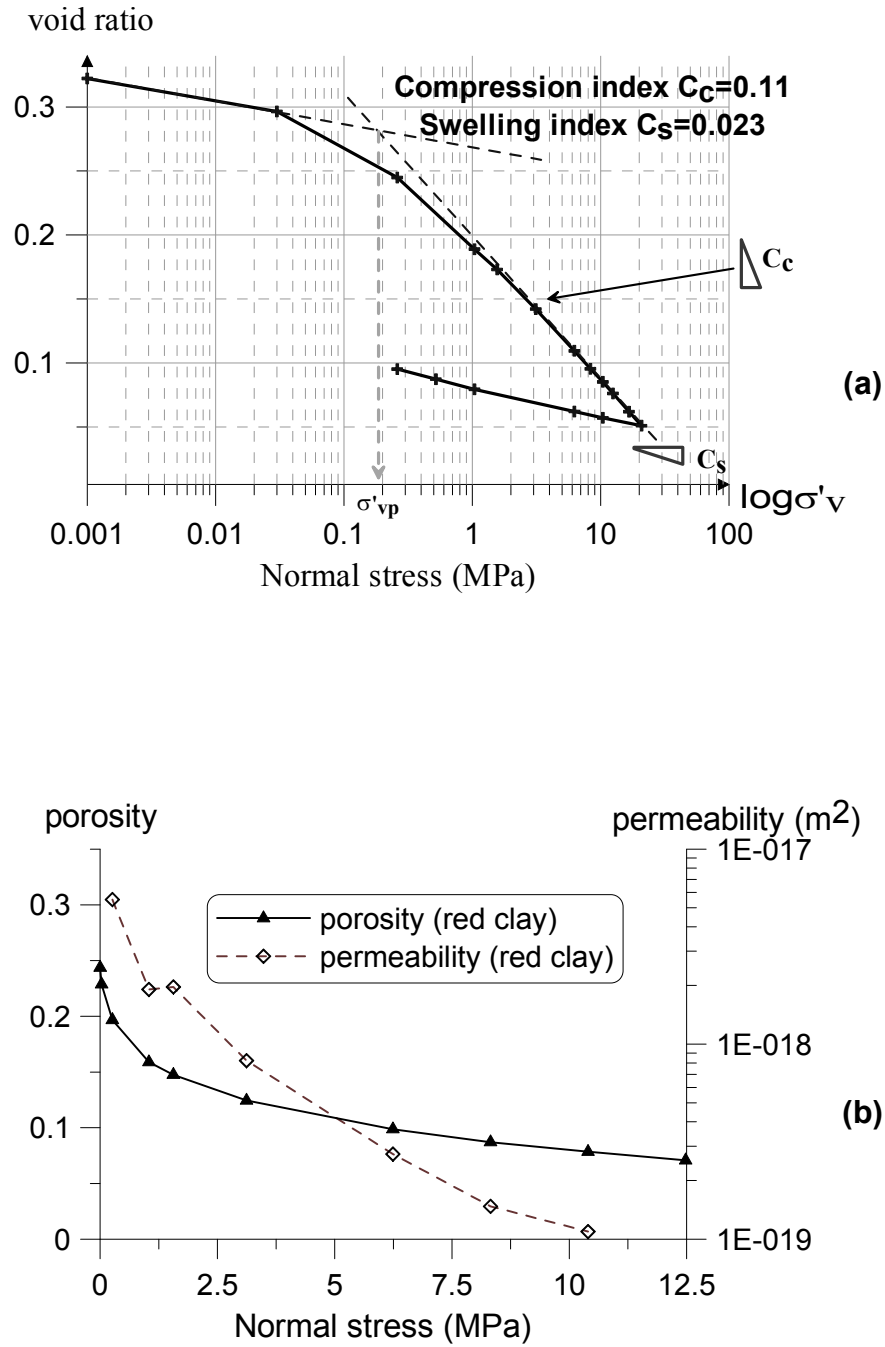 void ratio
Compression index Cc=0.11
Swelling index Cs=0.023
0.3
0.2
0.1
Cc
(a)
Cs
σ'vp
logσ'v
0.001 0.01 0.1 1 10 100
Normal stress (MPa)
porosity
permeability (m²)
1E-017
0.3
porosity (red clay)
permeability (red clay)
0.2
1E-018
0.1
(b)
0
1E-019
0 2.5 5 7.5 10 12.5
Normal stress (MPa)